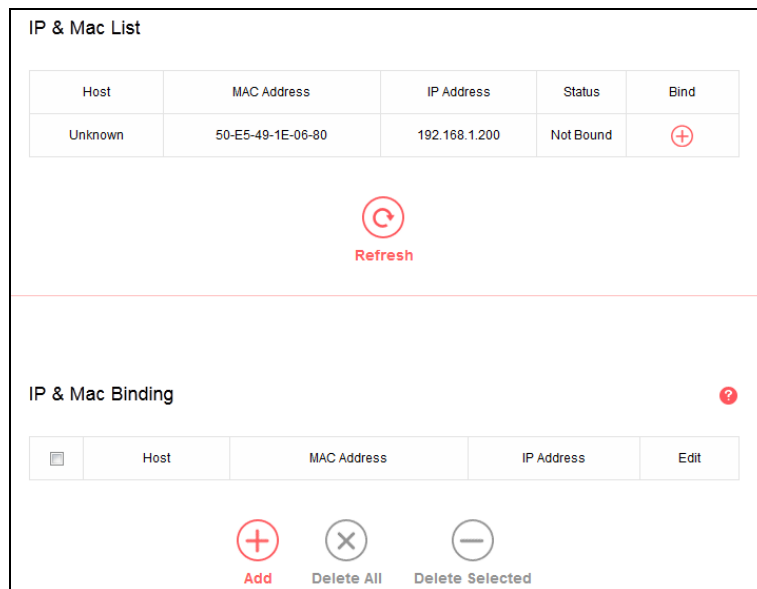 IP & Mac List
Host MAC Address IP Address Status Bind
Unknown 50-E5-49-1E-06-80 192.168.1.200 Not Bound
Refresh
IP & Mac Binding ?
Host MAC Address IP Address Edit
Add Delete All Delete Selected